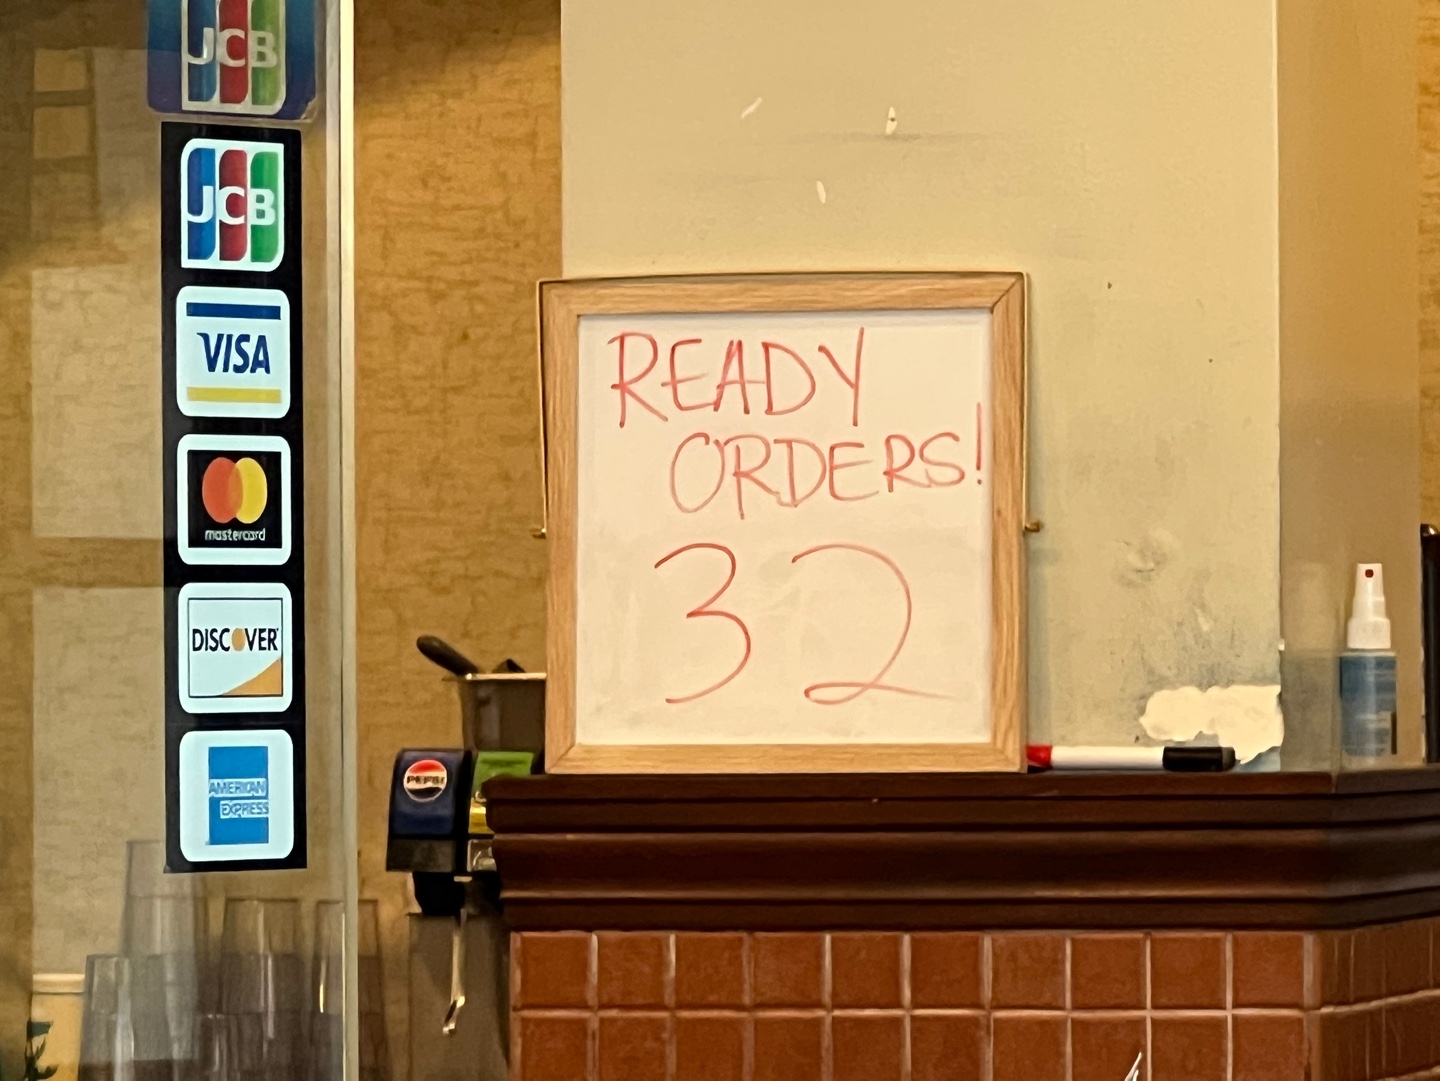 JCB
JCB
VISA
mastercard
DISCOVER
AMERICAN
EXPRESS
READY
ORDERS!
32
PEPSI